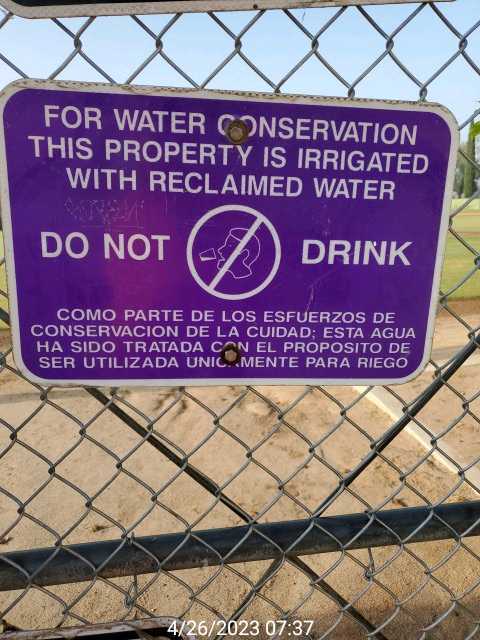 FOR WATER CONSERVATION
THIS PROPERTY IS IRRIGATED
WITH RECLAIMED WATER
DO NOT DRINK
COMO PARTE DE LOS ESFUERZOS DE
CONSERVACION DE LA CUIDAD; ESTA AGUA
HA SIDO TRATADA CON EL PROPOSITO DE
SER UTILIZADA UNICAMENTE PARA RIEGO
4/26/2023 07:37